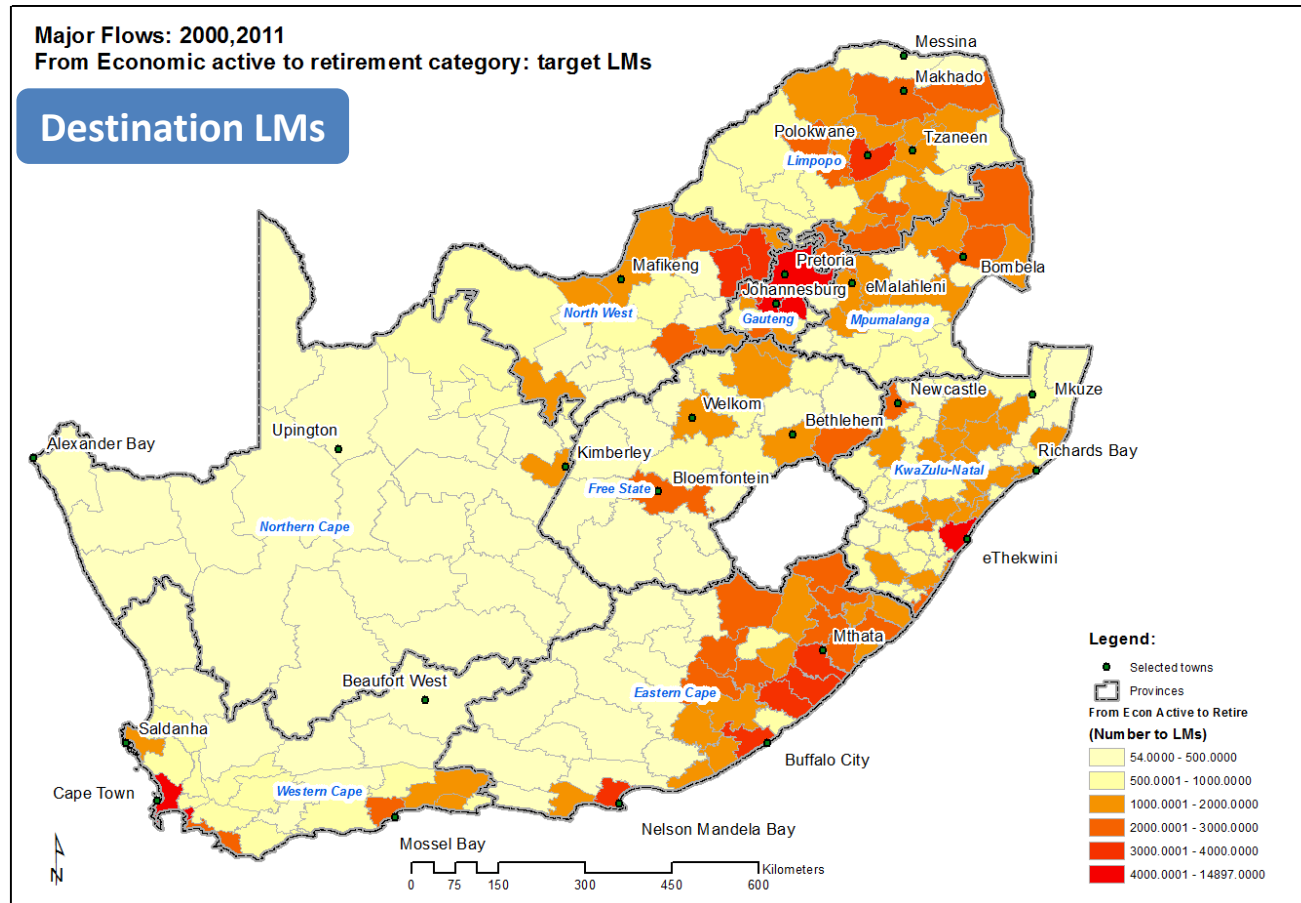 Major Flows: 2000,2011
From Economic active to retirement category: target LMs
Destination LMs
Messina
Makhado
Polokwane
Tzaneen
Limpopo
Pretoria
Bombela
Mafikeng
Johannesburg
eMalahleni
North West
Gauteng
Mpumalanga
Newcastle
Mkuze
Welkom
Bethlehem
Upington
Alexander Bay
Kimberley
Richards Bay
KwaZulu-Natal
Bloemfontein
Free State
Northern Cape
eThekwini
Mthata
Beaufort West
Eastern Cape
Saldanha
Buffalo City
Cape Town
Western Cape
Nelson Mandela Bay
Mossel Bay
Legend:
Selected towns
Provinces
From Econ Active to Retire
(Number to LMs)
54.0000 - 500.0000
500.0001 - 1000.0000
1000.0001 - 2000.0000
2000.0001 - 3000.0000
3000.0001 - 4000.0000
4000.0001 - 14897.0000
N
Kilometers
0 75 150 300 450 600